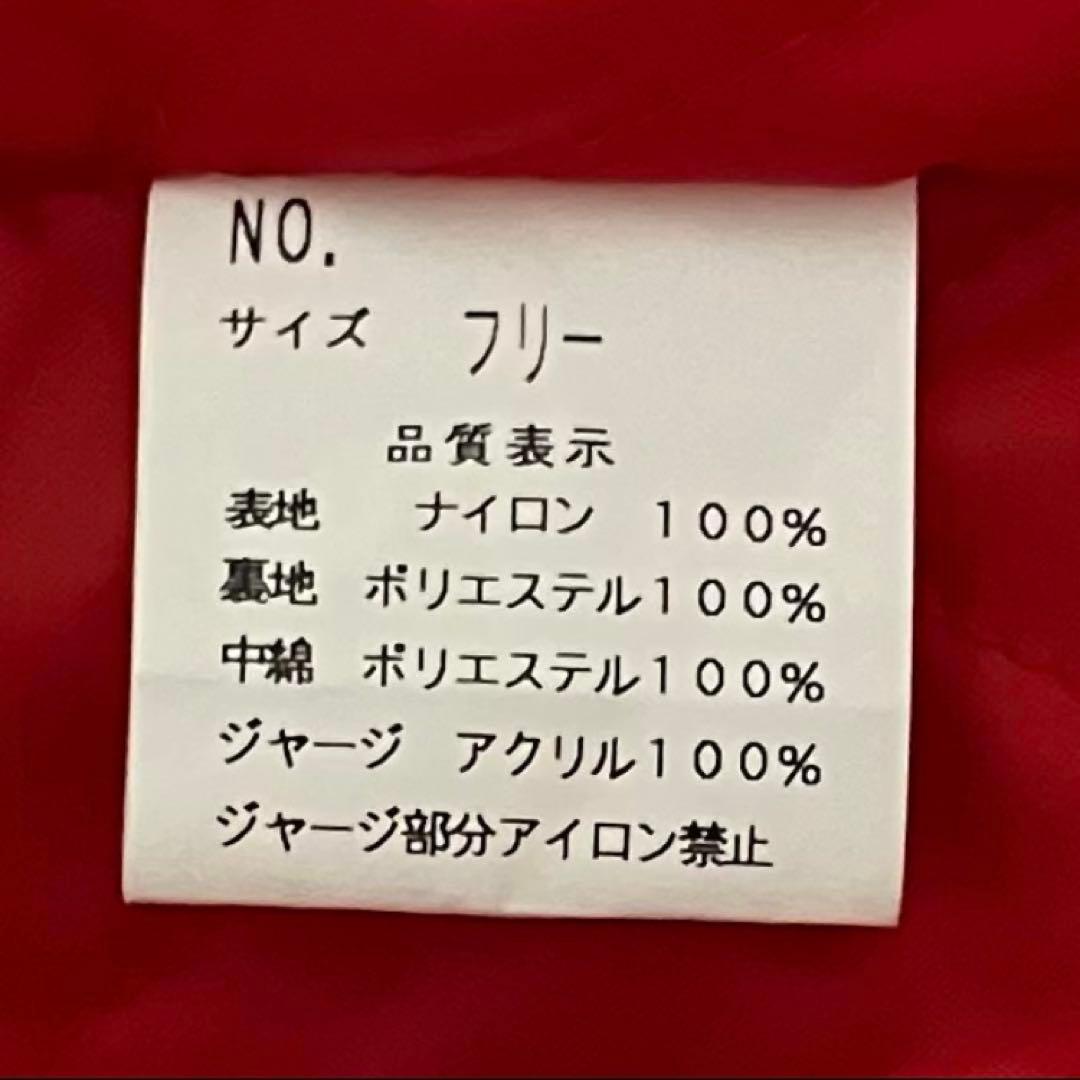 NO.
サイズ フリー
品質表示
表地 ナイロン 100%
裏地 ポリエステル100%
中綿 ポリエステル100%
ジャージ アクリル100%
ジャージ部分アイロン禁止